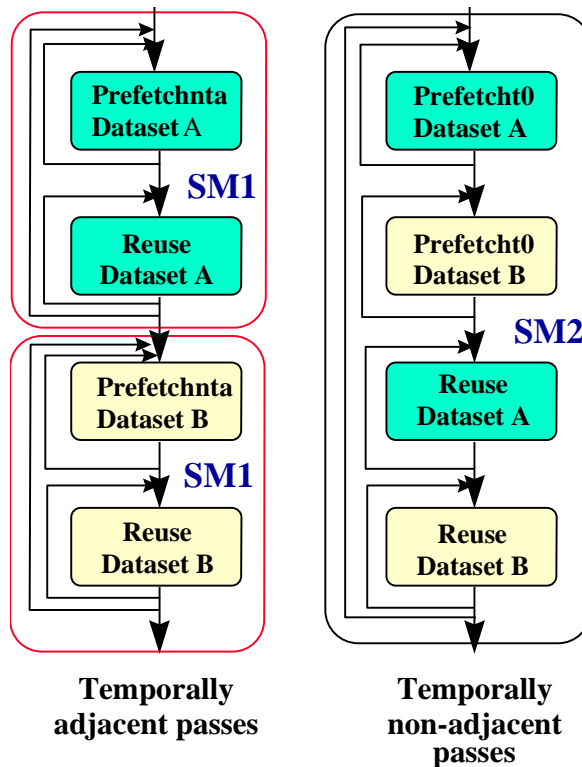 Prefetchnta
Dataset A
SM1
Reuse
Dataset A
Prefetchnta
Dataset B
SM1
Reuse
Dataset B
Temporally
adjacent passes
Prefetcht0
Dataset A
Prefetcht0
Dataset B
SM2
Reuse
Dataset A
Reuse
Dataset B
Temporally
non-adjacent
passes